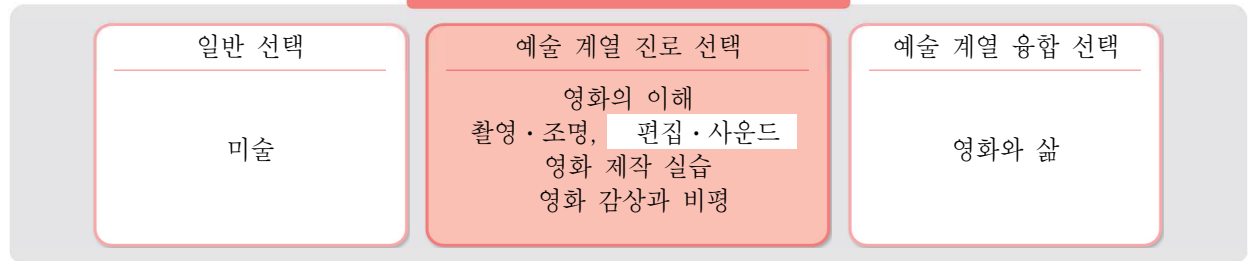 일반 선택
미술
예술 계열 진로 선택
영화의 이해
촬영・조명, 편집・사운드
영화 제작 실습
영화 감상과 비평
예술 계열 융합 선택
영화와 삶